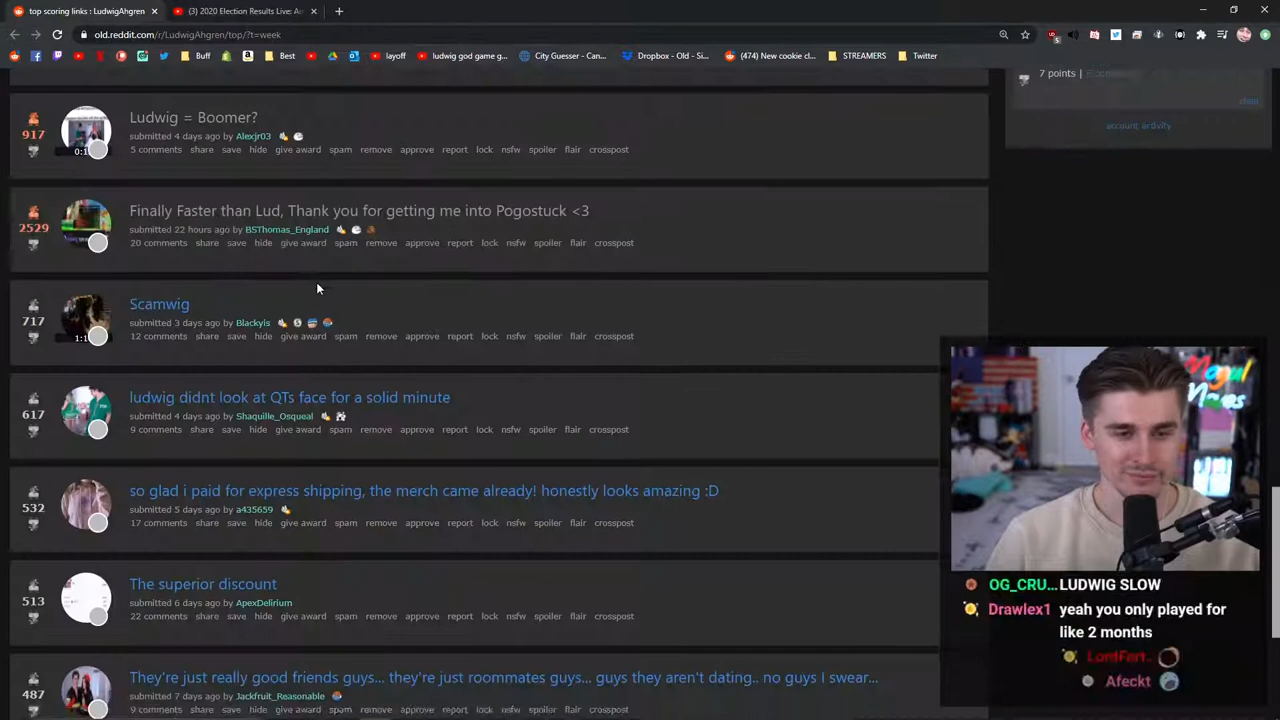 top scoring links : LudwigAhgren
(3) 2020 Election Results Live: A
old.reddit.com/r/LudwigAhgren/top/?t=week
Buff
Best
layoff
ludwig god game g...
City Guesser - Can...
Dropbox - Old - Si...
(474) New cookie cl...
STREAMERS
Twitter
7 points |
account activity
917
Ludwig = Boomer?
submitted 4 days ago by Alexjr03
5 comments share save hide give award spam remove approve report lock nsfw spoiler flair crosspost
2529
Finally Faster than Lud, Thank you for getting me into Pogostuck <3
submitted 22 hours ago by BSThomas_England
20 comments share save hide give award spam remove approve report lock nsfw spoiler flair crosspost
717
Scamwig
submitted 3 days ago by Blackyis
12 comments share save hide give award spam remove approve report lock nsfw spoiler flair crosspost
617
ludwig didnt look at QTs face for a solid minute
submitted 4 days ago by Shaquille_Osqueal
9 comments share save hide give award spam remove approve report lock nsfw spoiler flair crosspost
532
so glad i paid for express shipping, the merch came already! honestly looks amazing :D
submitted 5 days ago by a435659
17 comments share save hide give award spam remove approve report lock nsfw spoiler flair crosspost
513
The superior discount
submitted 6 days ago by ApexDelirium
22 comments share save hide give award spam remove approve report lock nsfw spoiler flair crosspost
487
They're just really good friends guys... they're just roommates guys... guys they aren't dating.. no guys I swear...
submitted 7 days ago by Jackfruit_Reasonable
9 comments share save hide give award spam remove approve report lock nsfw spoiler flair crosspost
Mogul
Moves
OG_CRU... LUDWIG SLOW
Drawlex1 yeah you only played for
like 2 months
LordFert..
Afeckt